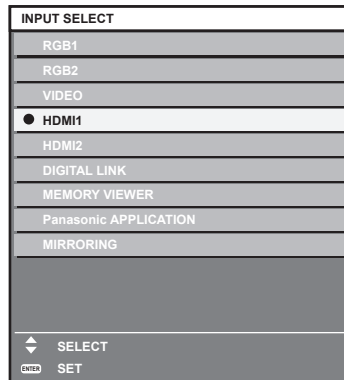 INPUT SELECT
RGB1
RGB2
VIDEO
HDMI1
HDMI2
DIGITAL LINK
MEMORY VIEWER
Panasonic APPLICATION
MIRRORING
SELECT
ENTER SET